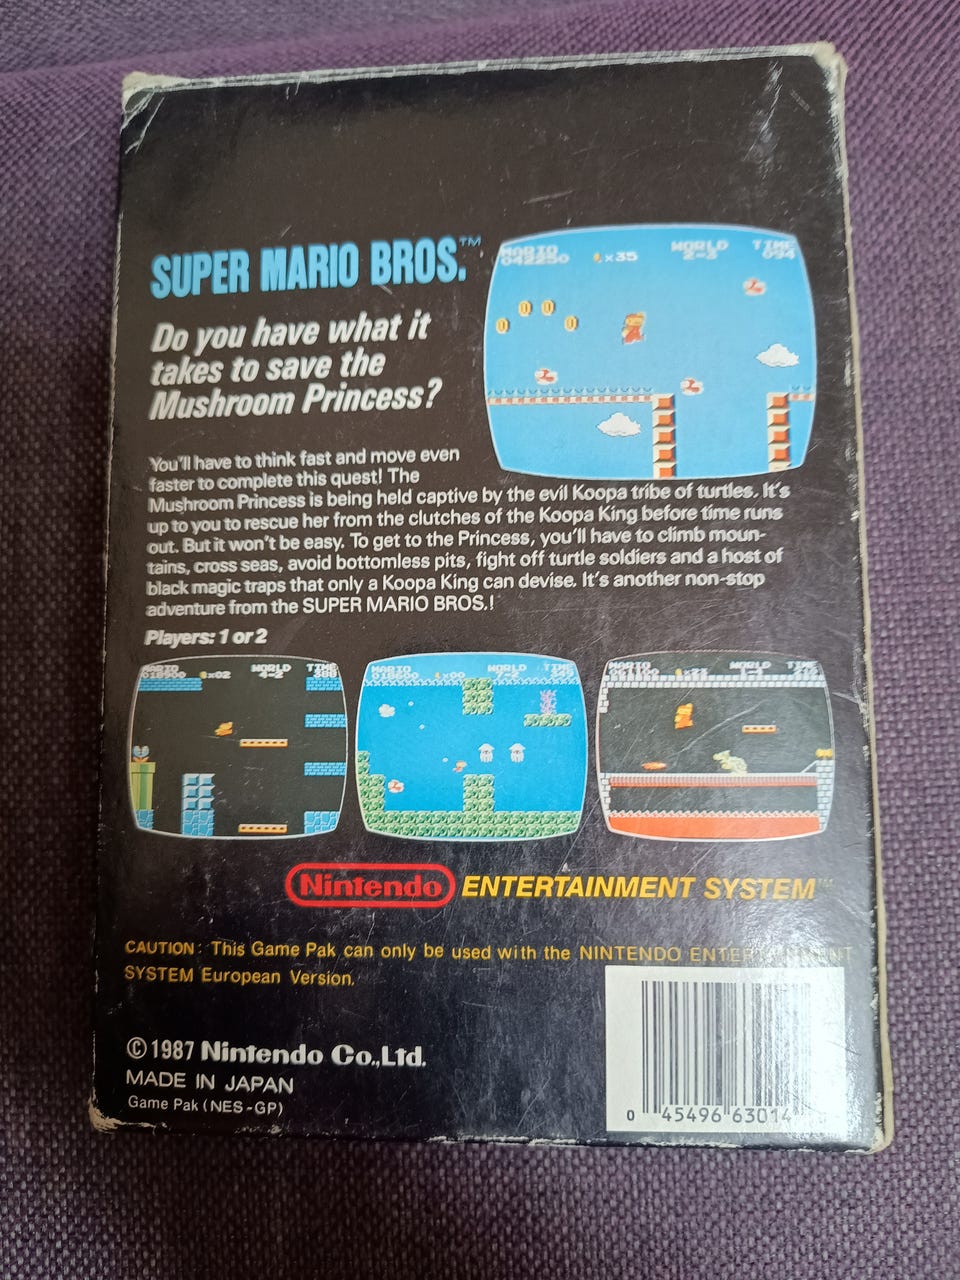 SUPER MARIO BROS.™
Do you have what it
takes to save the
Mushroom Princess?
MARIO WORLD TIME
042250 ×35 2-3 094
You'll have to think fast and move even
faster to complete this quest! The
Mushroom Princess is being held captive by the evil Koopa tribe of turtles. It's
up to you to rescue her from the clutches of the Koopa King before time runs
out. But it won't be easy. To get to the Princess, you'll have to climb moun-
tains, cross seas, avoid bottomless pits, fight off turtle soldiers and a host of
black magic traps that only a Koopa King can devise. It's another non-stop
adventure from the SUPER MARIO BROS.!
Players: 1 or 2
MARIO WORLD TIME
018900 ×02 4-2 388
MARIO WORLD TIME
018600 ×00 7-2
MARIO WORLD TIME
×23
Nintendo ENTERTAINMENT SYSTEM™
CAUTION: This Game Pak can only be used with the NINTENDO ENTERTAINMENT
SYSTEM European Version.
© 1987 Nintendo Co.,Ltd.
MADE IN JAPAN
Game Pak (NES-GP)
0 45496 63014